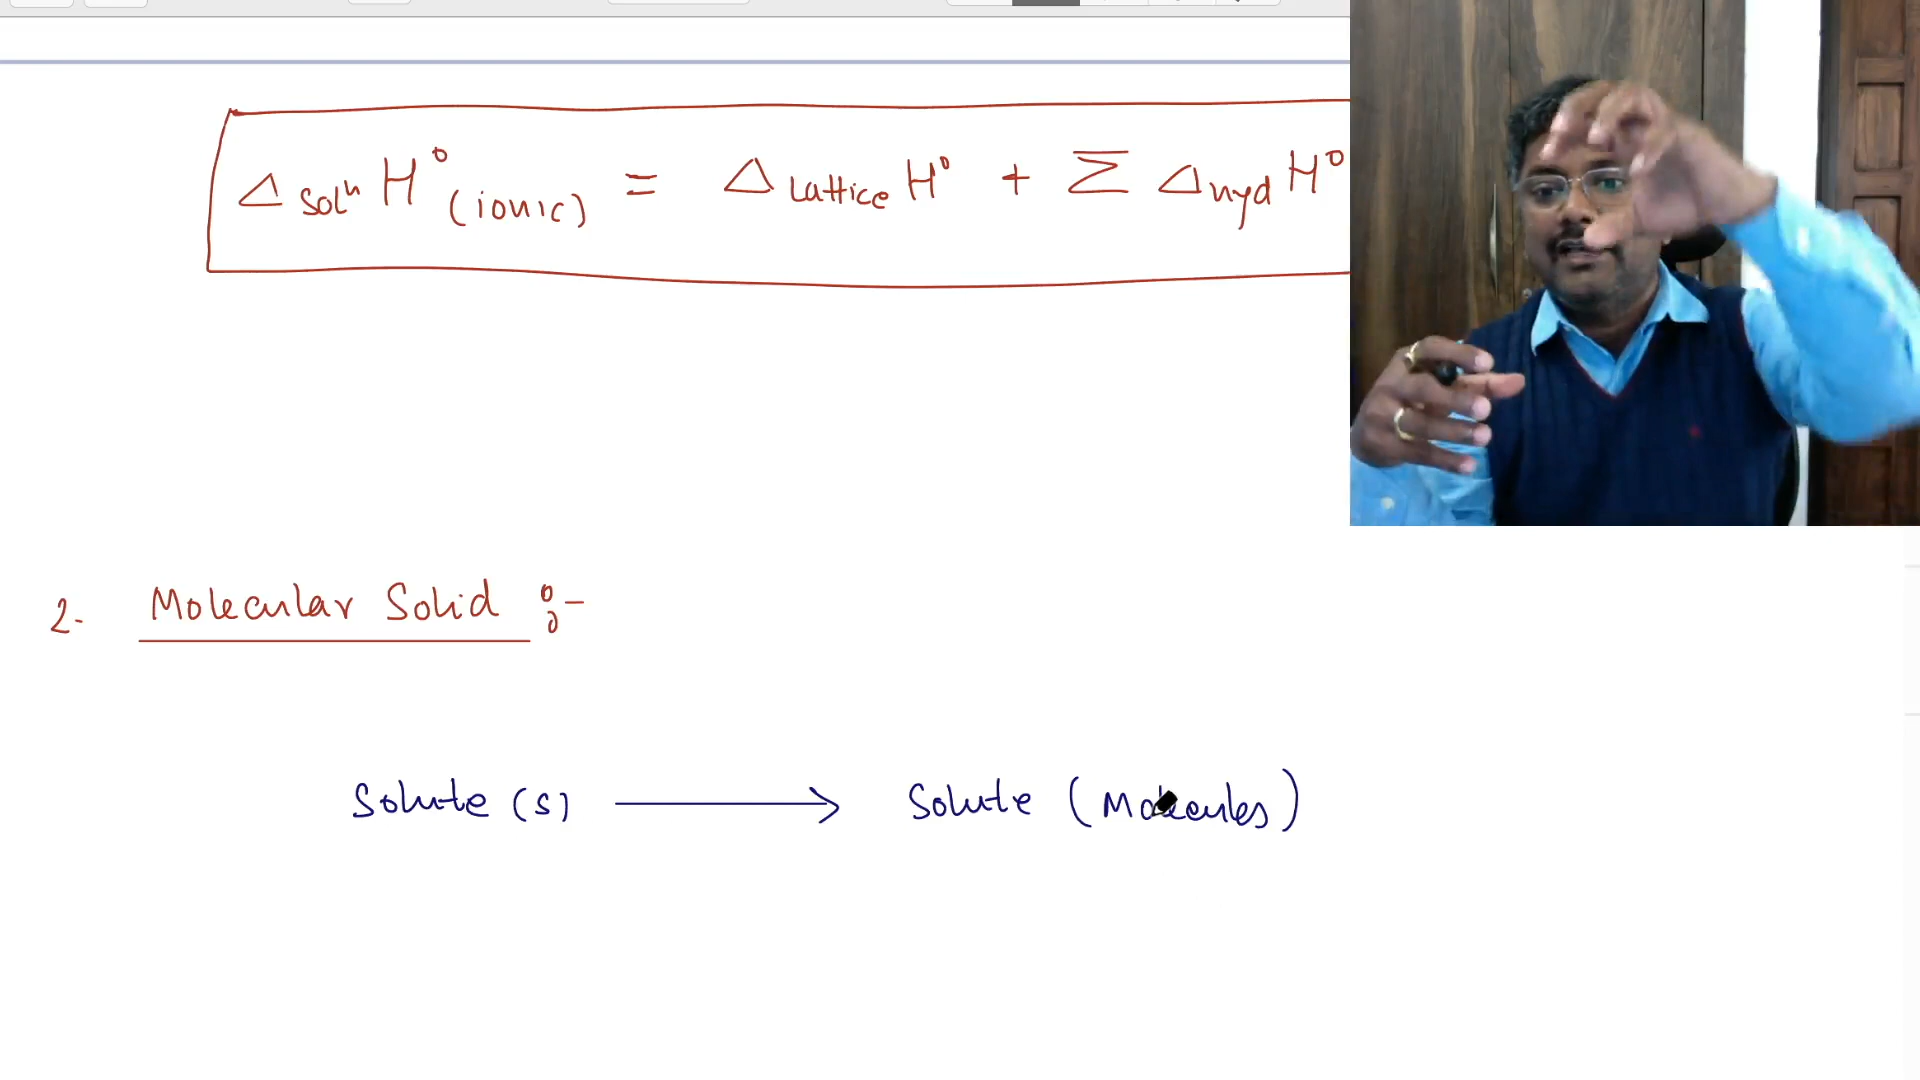 Δ Solⁿ H° (ionic) = Δ Lattice H° + Σ Δ hyd H°
2. Molecular Solid :-
Solute (s) ⟶ Solute (Molecules)